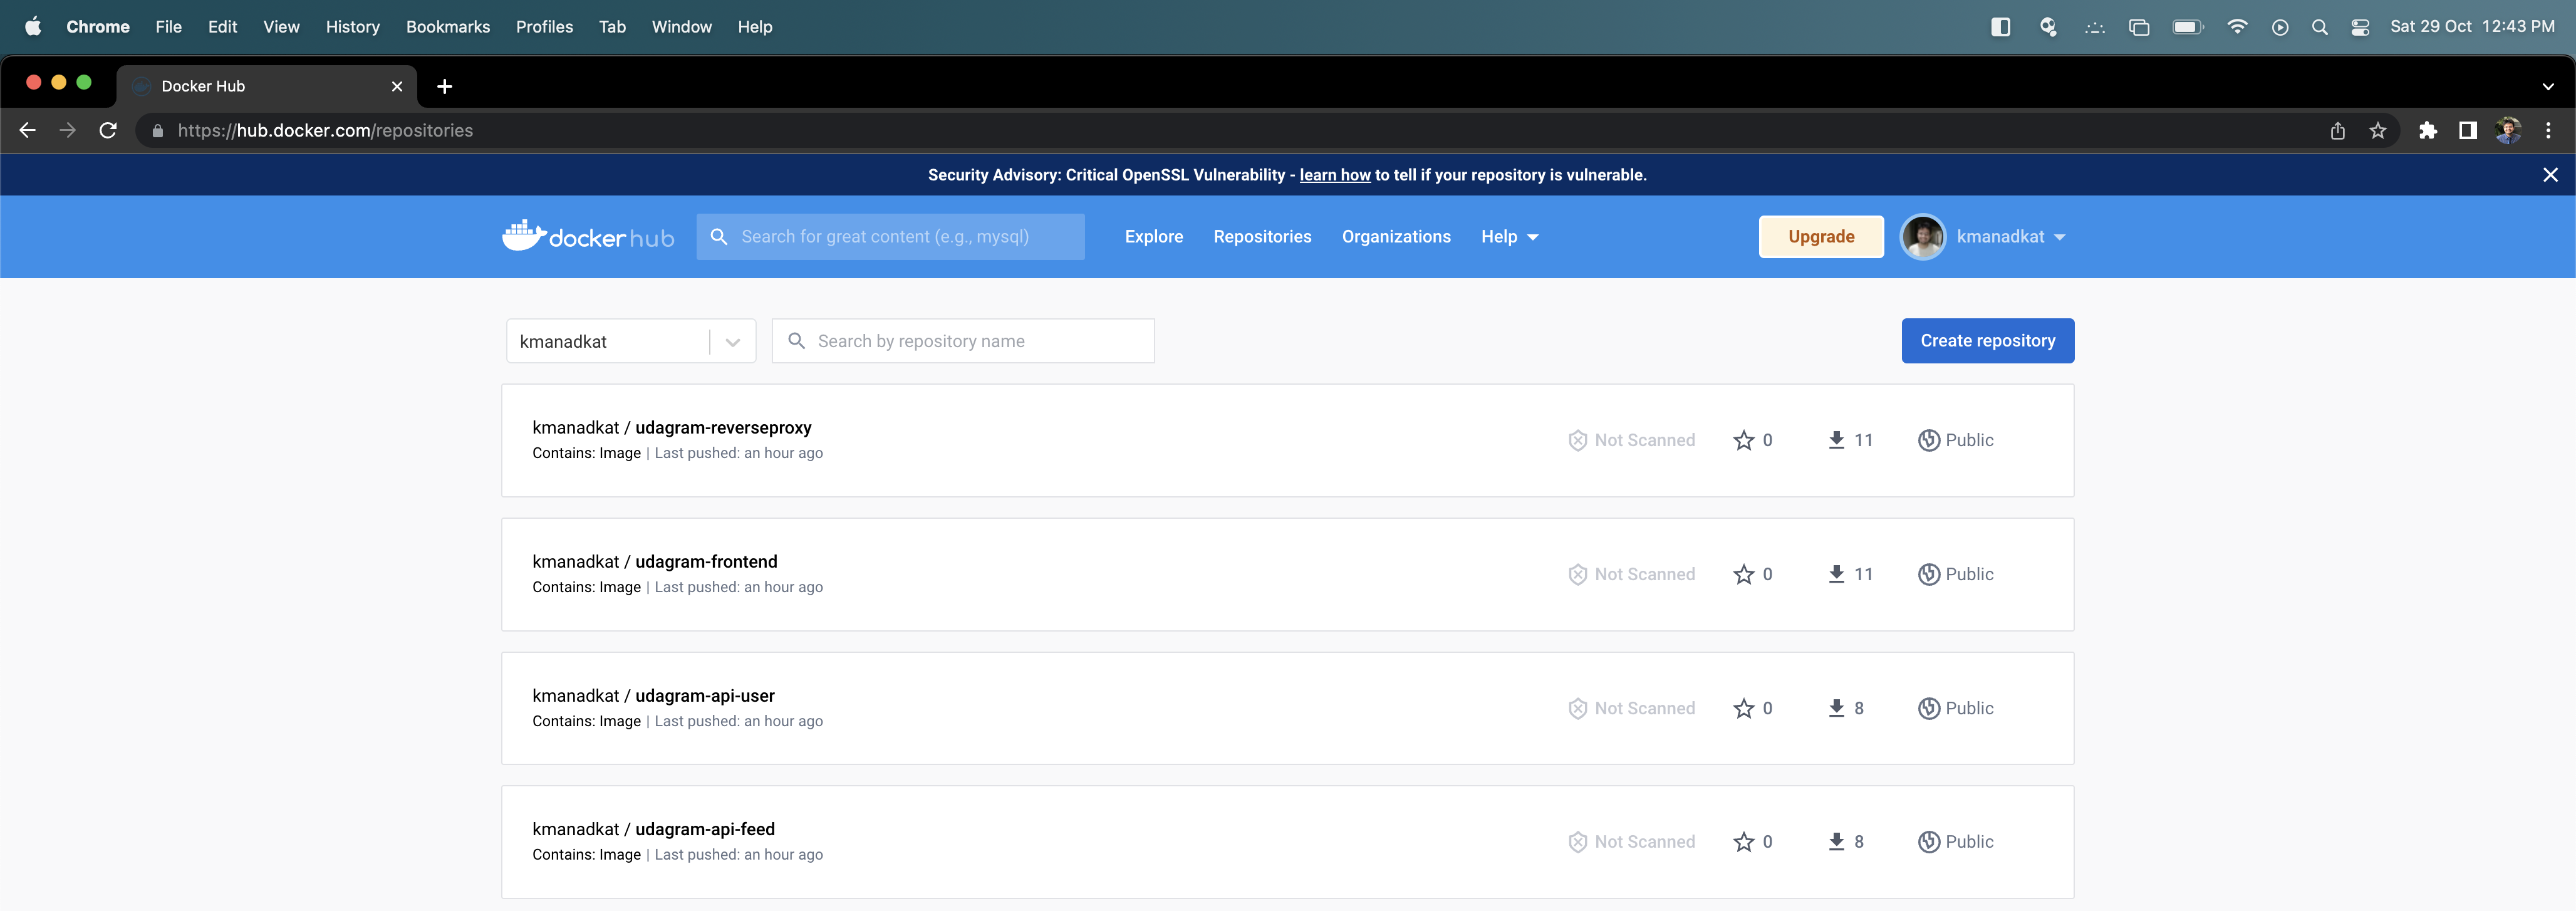 Chrome File Edit View History Bookmarks Profiles Tab Window Help Sat 29 Oct 12:43 PM
Docker Hub
https://hub.docker.com/repositories
Security Advisory: Critical OpenSSL Vulnerability - learn how to tell if your repository is vulnerable.
docker hub Search for great content (e.g., mysql) Explore Repositories Organizations Help Upgrade kmanadkat
kmanadkat Search by repository name Create repository
kmanadkat / udagram-reverseproxy
Contains: Image | Last pushed: an hour ago
Not Scanned 0 11 Public
kmanadkat / udagram-frontend
Contains: Image | Last pushed: an hour ago
Not Scanned 0 11 Public
kmanadkat / udagram-api-user
Contains: Image | Last pushed: an hour ago
Not Scanned 0 8 Public
kmanadkat / udagram-api-feed
Contains: Image | Last pushed: an hour ago
Not Scanned 0 8 Public